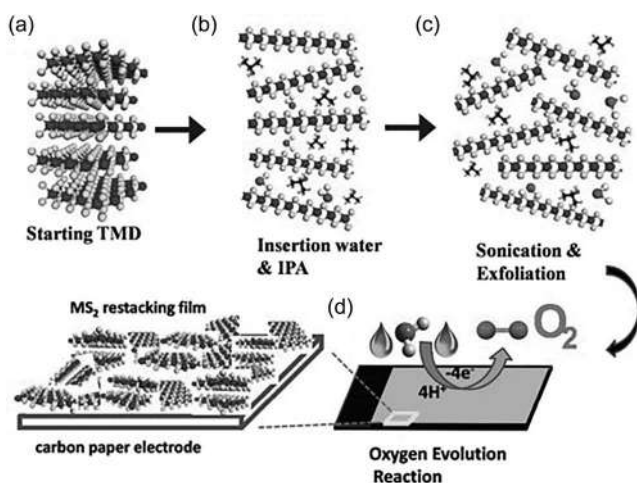 (a)
(b)
(c)
Starting TMD
Insertion water
& IPA
Sonication &
Exfoliation
MS₂ restacking film
(d)
O₂
-4e⁻
4H⁺
carbon paper electrode
Oxygen Evolution
Reaction